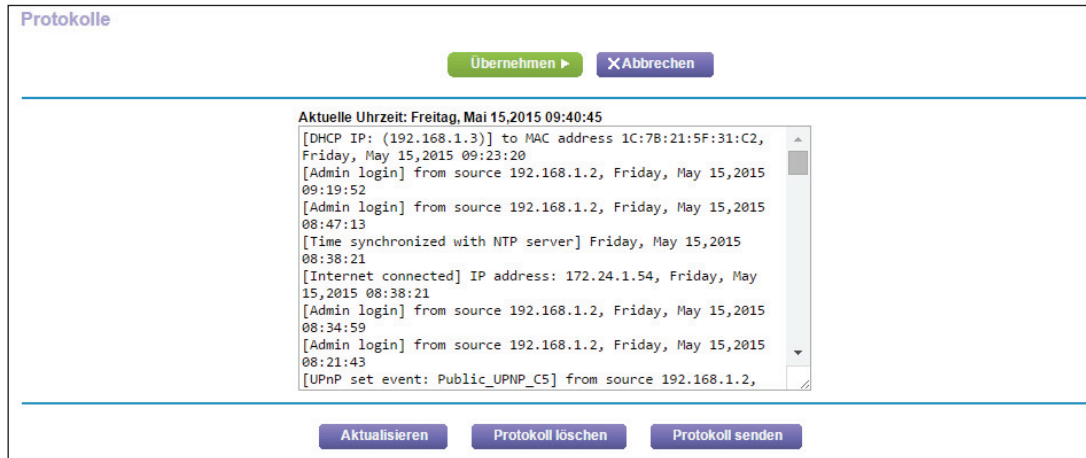 Protokolle
Übernehmen
Abbrechen
Aktuelle Uhrzeit: Freitag, Mai 15,2015 09:40:45
[DHCP IP: (192.168.1.3)] to MAC address 1C:7B:21:5F:31:C2,
Friday, May 15,2015 09:23:20
[Admin login] from source 192.168.1.2, Friday, May 15,2015
09:19:52
[Admin login] from source 192.168.1.2, Friday, May 15,2015
08:47:13
[Time synchronized with NTP server] Friday, May 15,2015
08:38:21
[Internet connected] IP address: 172.24.1.54, Friday, May
15,2015 08:38:21
[Admin login] from source 192.168.1.2, Friday, May 15,2015
08:34:59
[Admin login] from source 192.168.1.2, Friday, May 15,2015
08:21:43
[UPnP set event: Public_UPNP_C5] from source 192.168.1.2,
Aktualisieren
Protokoll löschen
Protokoll senden